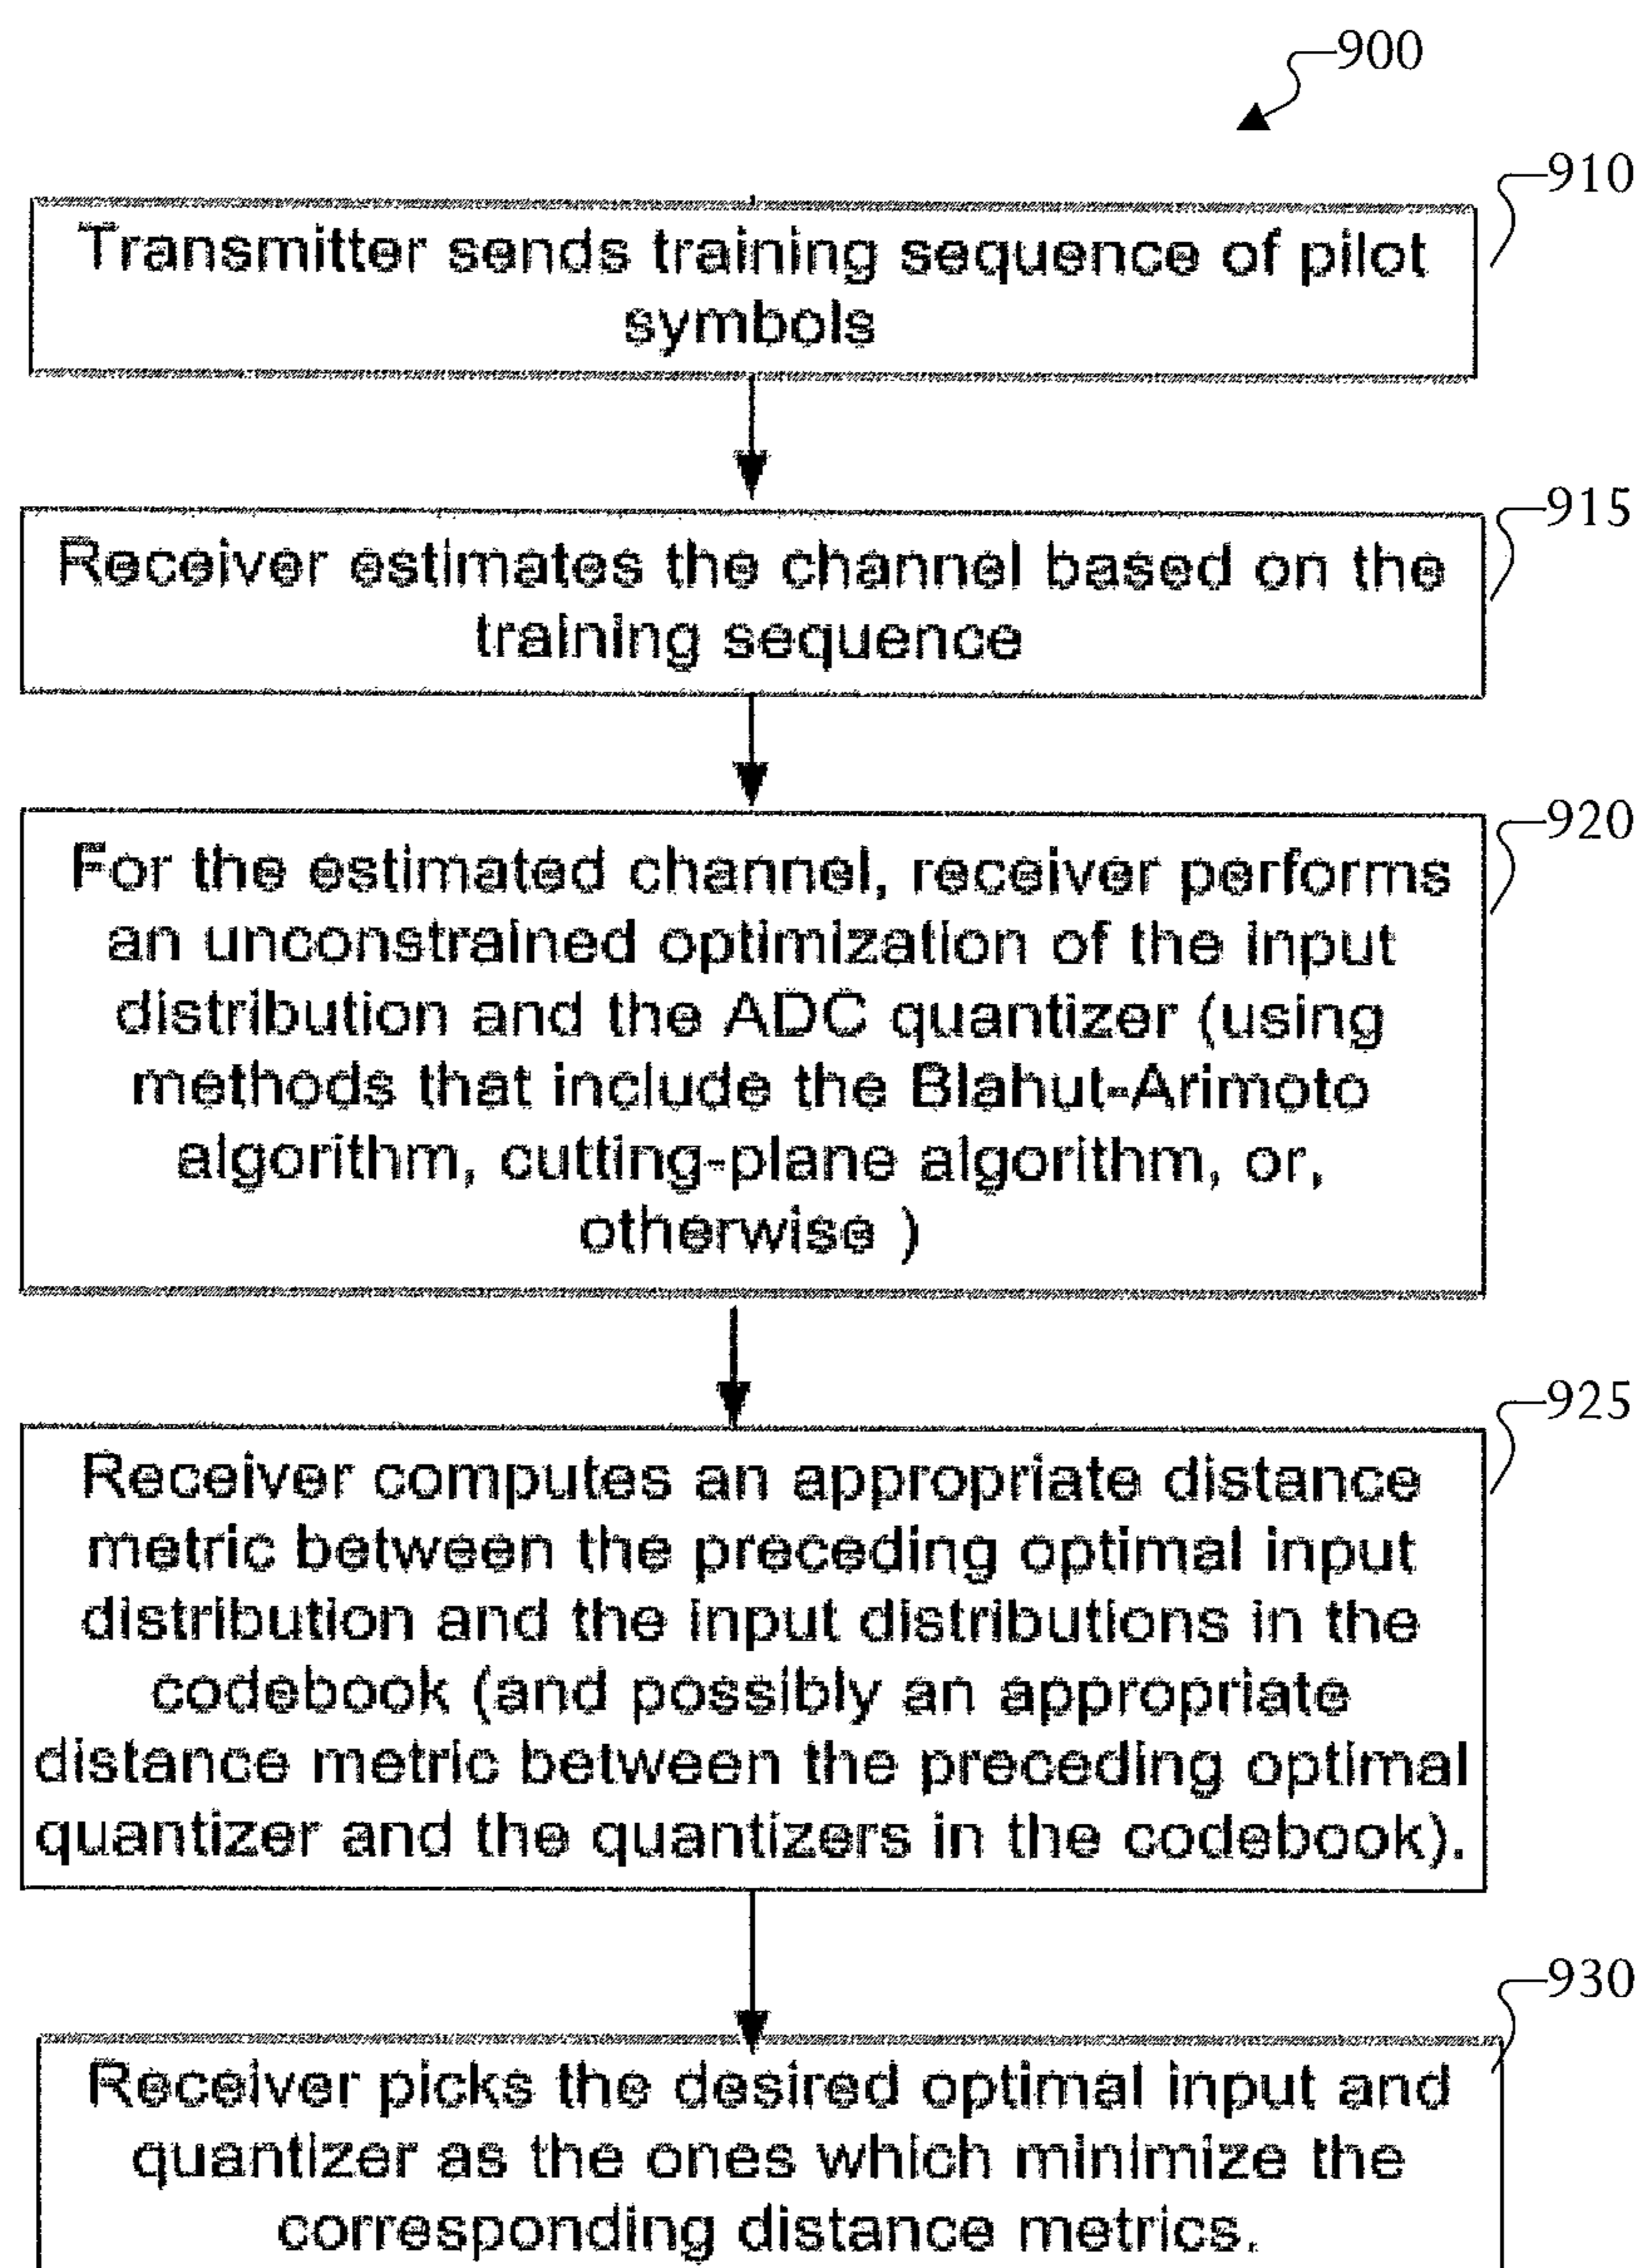 900
910
Transmitter sends training sequence of pilot
symbols
915
Receiver estimates the channel based on the
training sequence
920
For the estimated channel, receiver performs
an unconstrained optimization of the input
distribution and the ADC quantizer (using
methods that include the Blahut-Arimoto
algorithm, cutting-plane algorithm, or,
otherwise )
925
Receiver computes an appropriate distance
metric between the preceding optimal input
distribution and the input distributions in the
codebook (and possibly an appropriate
distance metric between the preceding optimal
quantizer and the quantizers in the codebook).
930
Receiver picks the desired optimal input and
quantizer as the ones which minimize the
corresponding distance metrics.